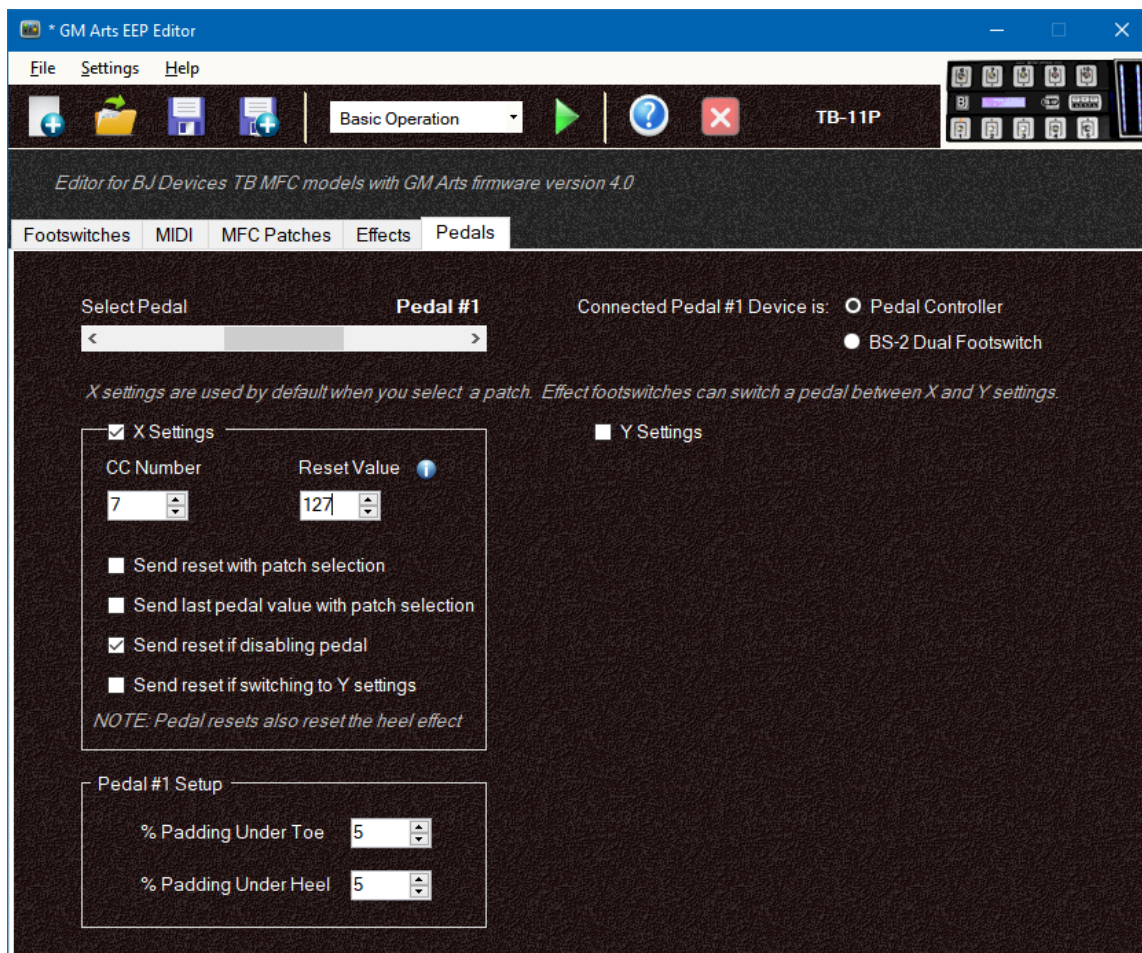 * GM Arts EEP Editor
File Settings Help
Basic Operation
TB-11P
Editor for BJ Devices TB MFC models with GM Arts firmware version 4.0
Footswitches MIDI MFC Patches Effects Pedals
Select Pedal Pedal #1 Connected Pedal #1 Device is: Pedal Controller
BS-2 Dual Footswitch
X settings are used by default when you select a patch. Effect footswitches can switch a pedal between X and Y settings.
X Settings Y Settings
CC Number Reset Value
7 127
Send reset with patch selection
Send last pedal value with patch selection
Send reset if disabling pedal
Send reset if switching to Y settings
NOTE: Pedal resets also reset the heel effect
Pedal #1 Setup
% Padding Under Toe 5
% Padding Under Heel 5